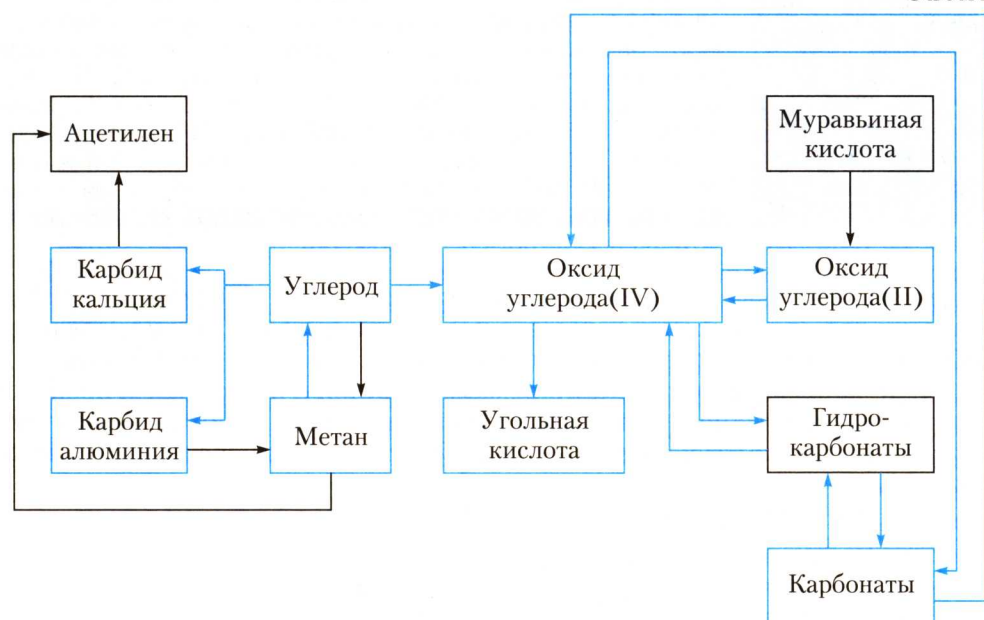 Ацетилен
Муравьиная
кислота
Карбид
кальция
Углерод
Оксид
углерода(IV)
Оксид
углерода(II)
Карбид
алюминия
Метан
Угольная
кислота
Гидро-
карбонаты
Карбонаты